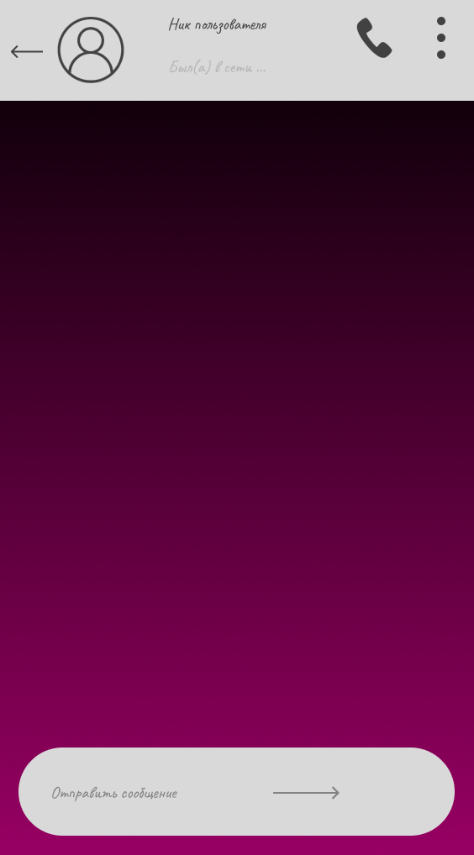 Ник пользователя
Был(а) в сети ...
Отправить сообщение